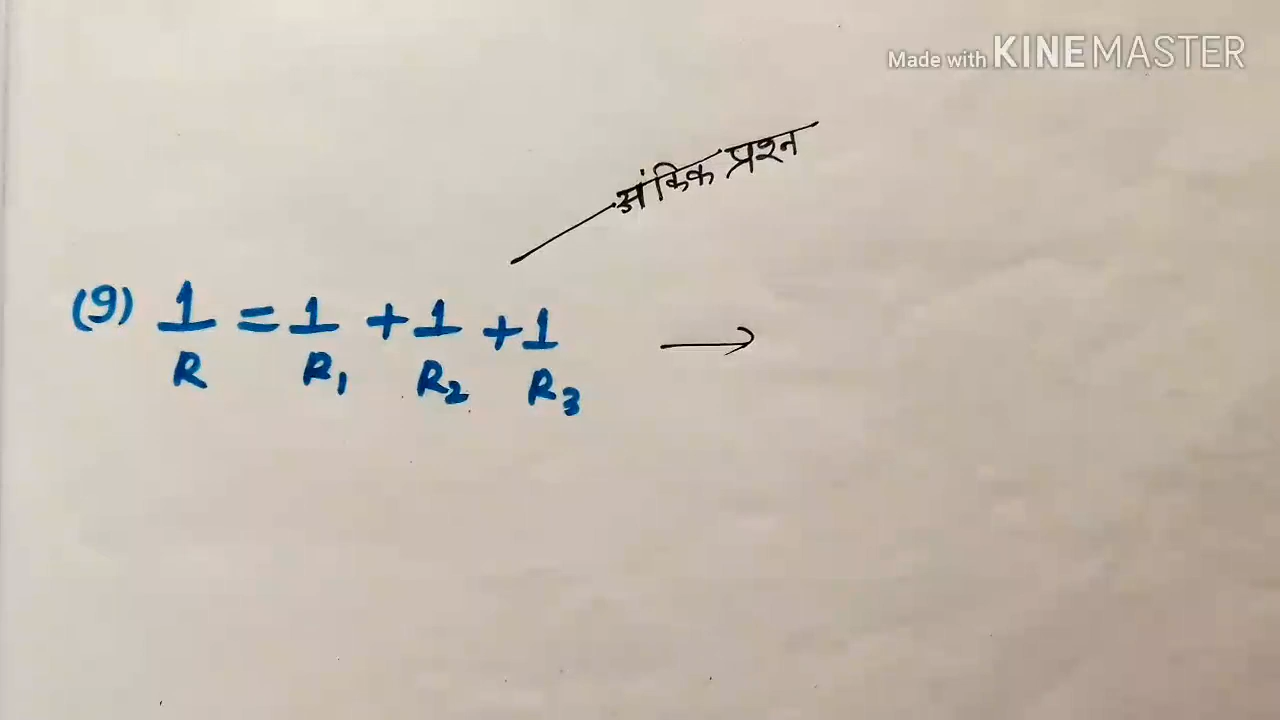 Made with KINEMASTER
आंकिक प्रश्न
(9) 1/R = 1/R₁ + 1/R₂ + 1/R₃ →